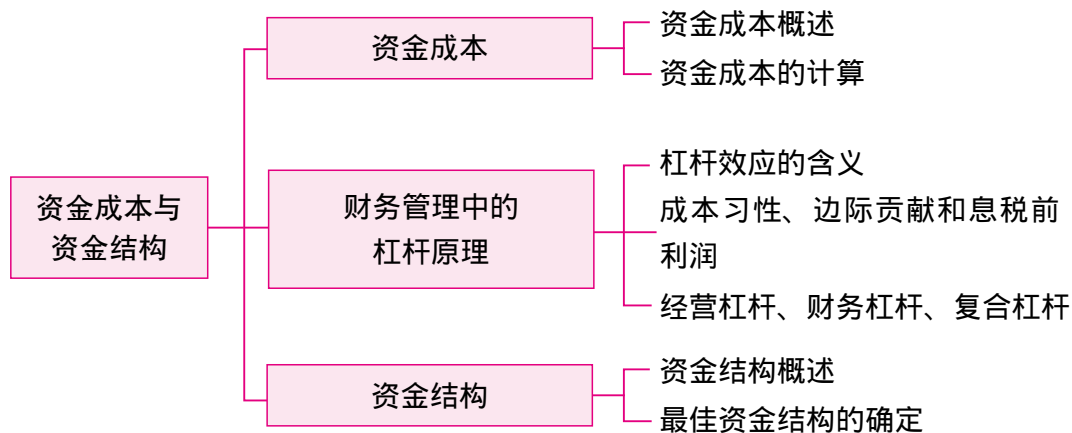 资金成本与
资金结构
资金成本
资金成本概述
资金成本的计算
财务管理中的
杠杆原理
杠杆效应的含义
成本习性、边际贡献和息税前
利润
经营杠杆、财务杠杆、复合杠杆
资金结构
资金结构概述
最佳资金结构的确定